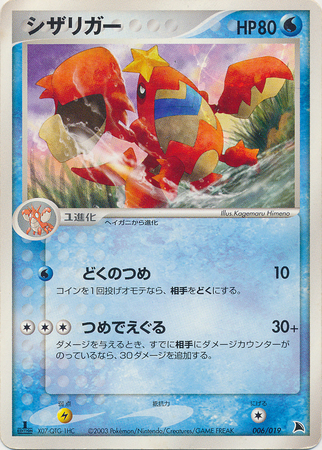 シザリガー HP80
Illus.Kagemaru Himeno
1進化
ヘイガニから進化
どくのつめ 10
コインを1回投げオモテなら、相手をどくにする。
つめでえぐる 30+
ダメージを与えるとき、すでに相手にダメージカウンター
がのっているなら、30ダメージを追加する。
弱点 抵抗力 にげる
1
©2003 Pokémon/Nintendo/Creatures/GAME FREAK. 006/019